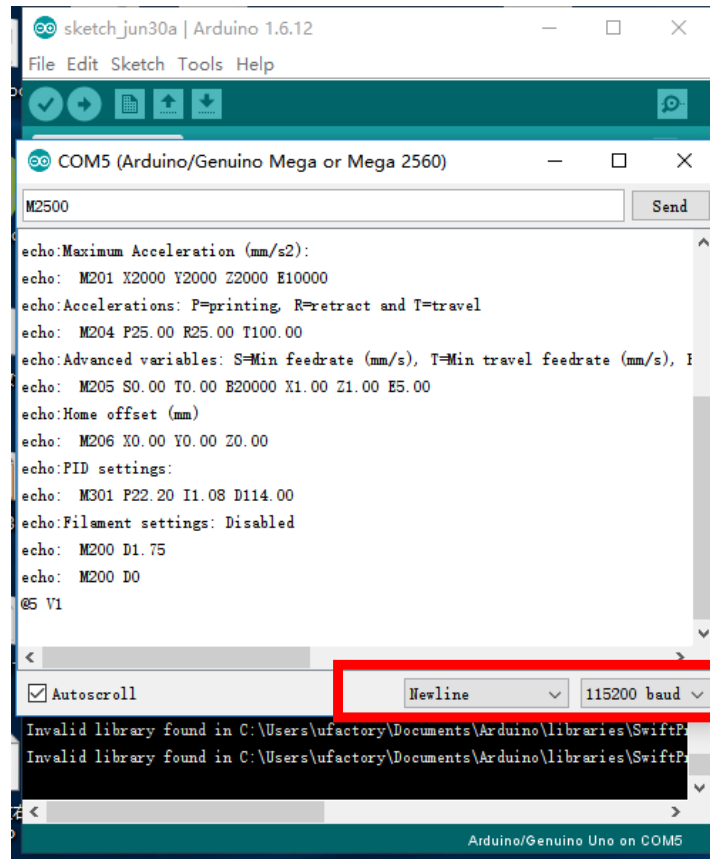 sketch_jun30a | Arduino 1.6.12
File Edit Sketch Tools Help
COM5 (Arduino/Genuino Mega or Mega 2560)
M2500
Send
echo:Maximum Acceleration (mm/s2):
echo:  M201 X2000 Y2000 Z2000 E10000
echo:Accelerations: P=printing, R=retract and T=travel
echo:  M204 P25.00 R25.00 T100.00
echo:Advanced variables: S=Min feedrate (mm/s), T=Min travel feedrate (mm/s),
echo:  M205 S0.00 T0.00 B20000 X1.00 Z1.00 E5.00
echo:Home offset (mm)
echo:  M206 X0.00 Y0.00 Z0.00
echo:PID settings:
echo:  M301 P22.20 I1.08 D114.00
echo:Filament settings: Disabled
echo:  M200 D1.75
echo:  M200 D0
@5 V1
Autoscroll Newline 115200 baud
Invalid library found in C:\Users\ufactory\Documents\Arduino\libraries\SwiftP
Invalid library found in C:\Users\ufactory\Documents\Arduino\libraries\SwiftP
Arduino/Genuino Uno on COM5